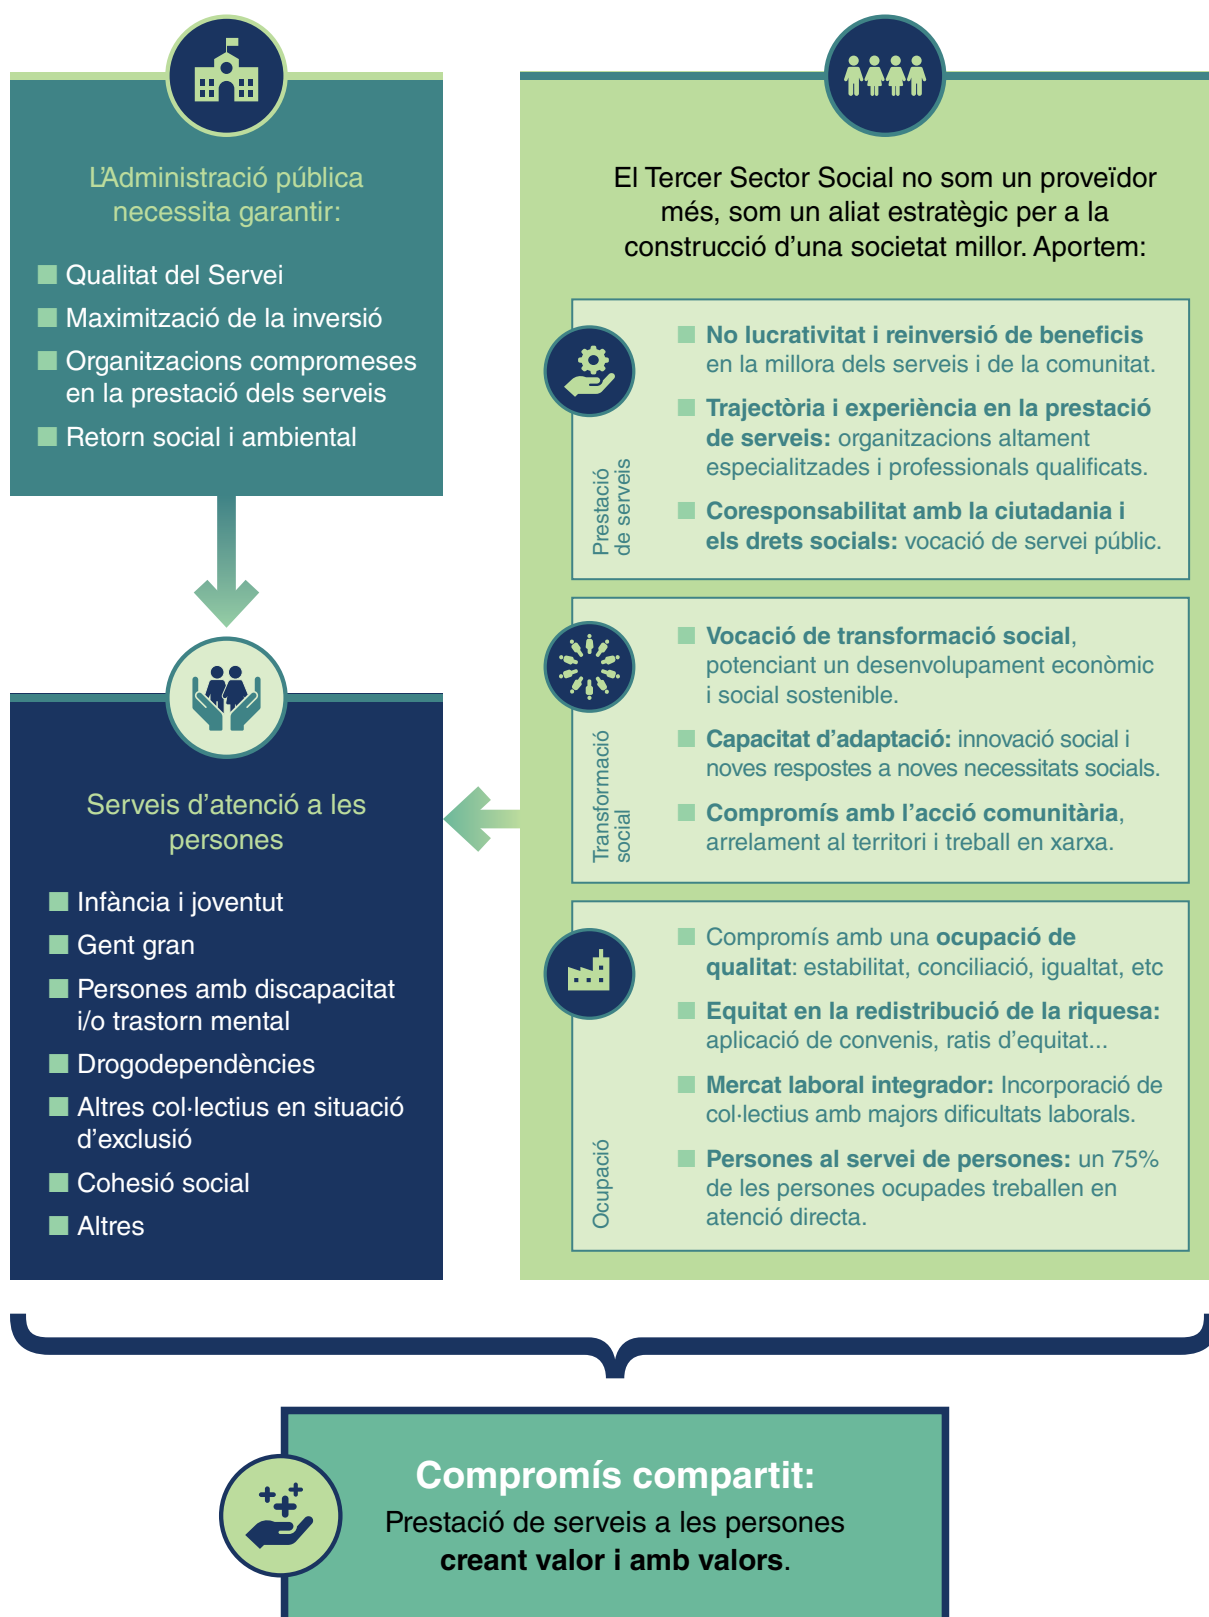 L'Administració pública
necessita garantir:
Qualitat del Servei
Maximització de la inversió
Organitzacions compromeses
en la prestació dels serveis
Retorn social i ambiental
Serveis d'atenció a les
persones
Infància i joventut
Gent gran
Persones amb discapacitat
i/o trastorn mental
Drogodependències
Altres col·lectius en situació
d'exclusió
Cohesió social
Altres
El Tercer Sector Social no som un proveïdor
més, som un aliat estratègic per a la
construcció d'una societat millor. Aportem:
Prestació
de serveis
No lucrativitat i reinversió de beneficis
en la millora dels serveis i de la comunitat.
Trajectòria i experiència en la prestació
de serveis: organitzacions altament
especialitzades i professionals qualificats.
Coresponsabilitat amb la ciutadania i
els drets socials: vocació de servei públic.
Transformació
social
Vocació de transformació social,
potenciant un desenvolupament econòmic
i social sostenible.
Capacitat d'adaptació: innovació social i
noves respostes a noves necessitats socials.
Compromís amb l'acció comunitària,
arrelament al territori i treball en xarxa.
Ocupació
Compromís amb una ocupació de
qualitat: estabilitat, conciliació, igualtat, etc
Equitat en la redistribució de la riquesa:
aplicació de convenis, ratis d'equitat...
Mercat laboral integrador: Incorporació de
col·lectius amb majors dificultats laborals.
Persones al servei de persones: un 75%
de les persones ocupades treballen en
atenció directa.
Compromís compartit:
Prestació de serveis a les persones
creant valor i amb valors.